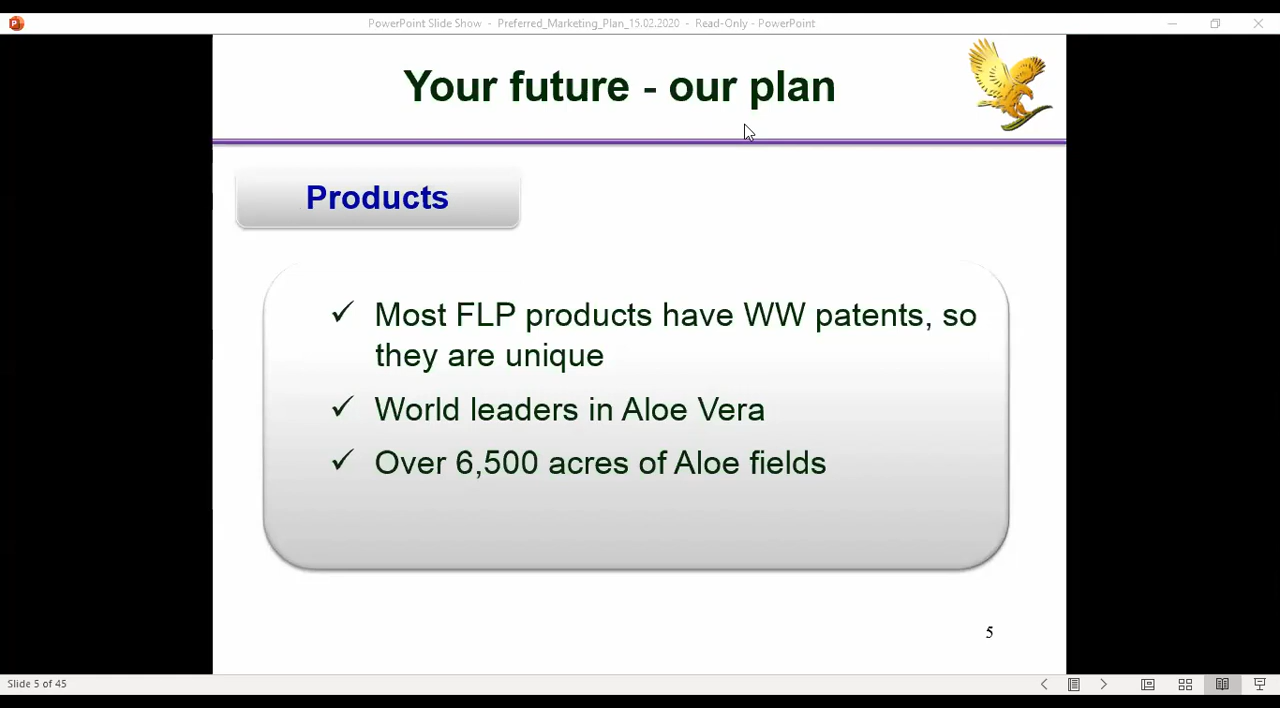 PowerPoint Slide Show - Preferred_Marketing_Plan_15.02.2020 - Read-Only - PowerPoint
Your future - our plan
Products
✓ Most FLP products have WW patents, so
they are unique
✓ World leaders in Aloe Vera
✓ Over 6,500 acres of Aloe fields
5
Slide 5 of 45